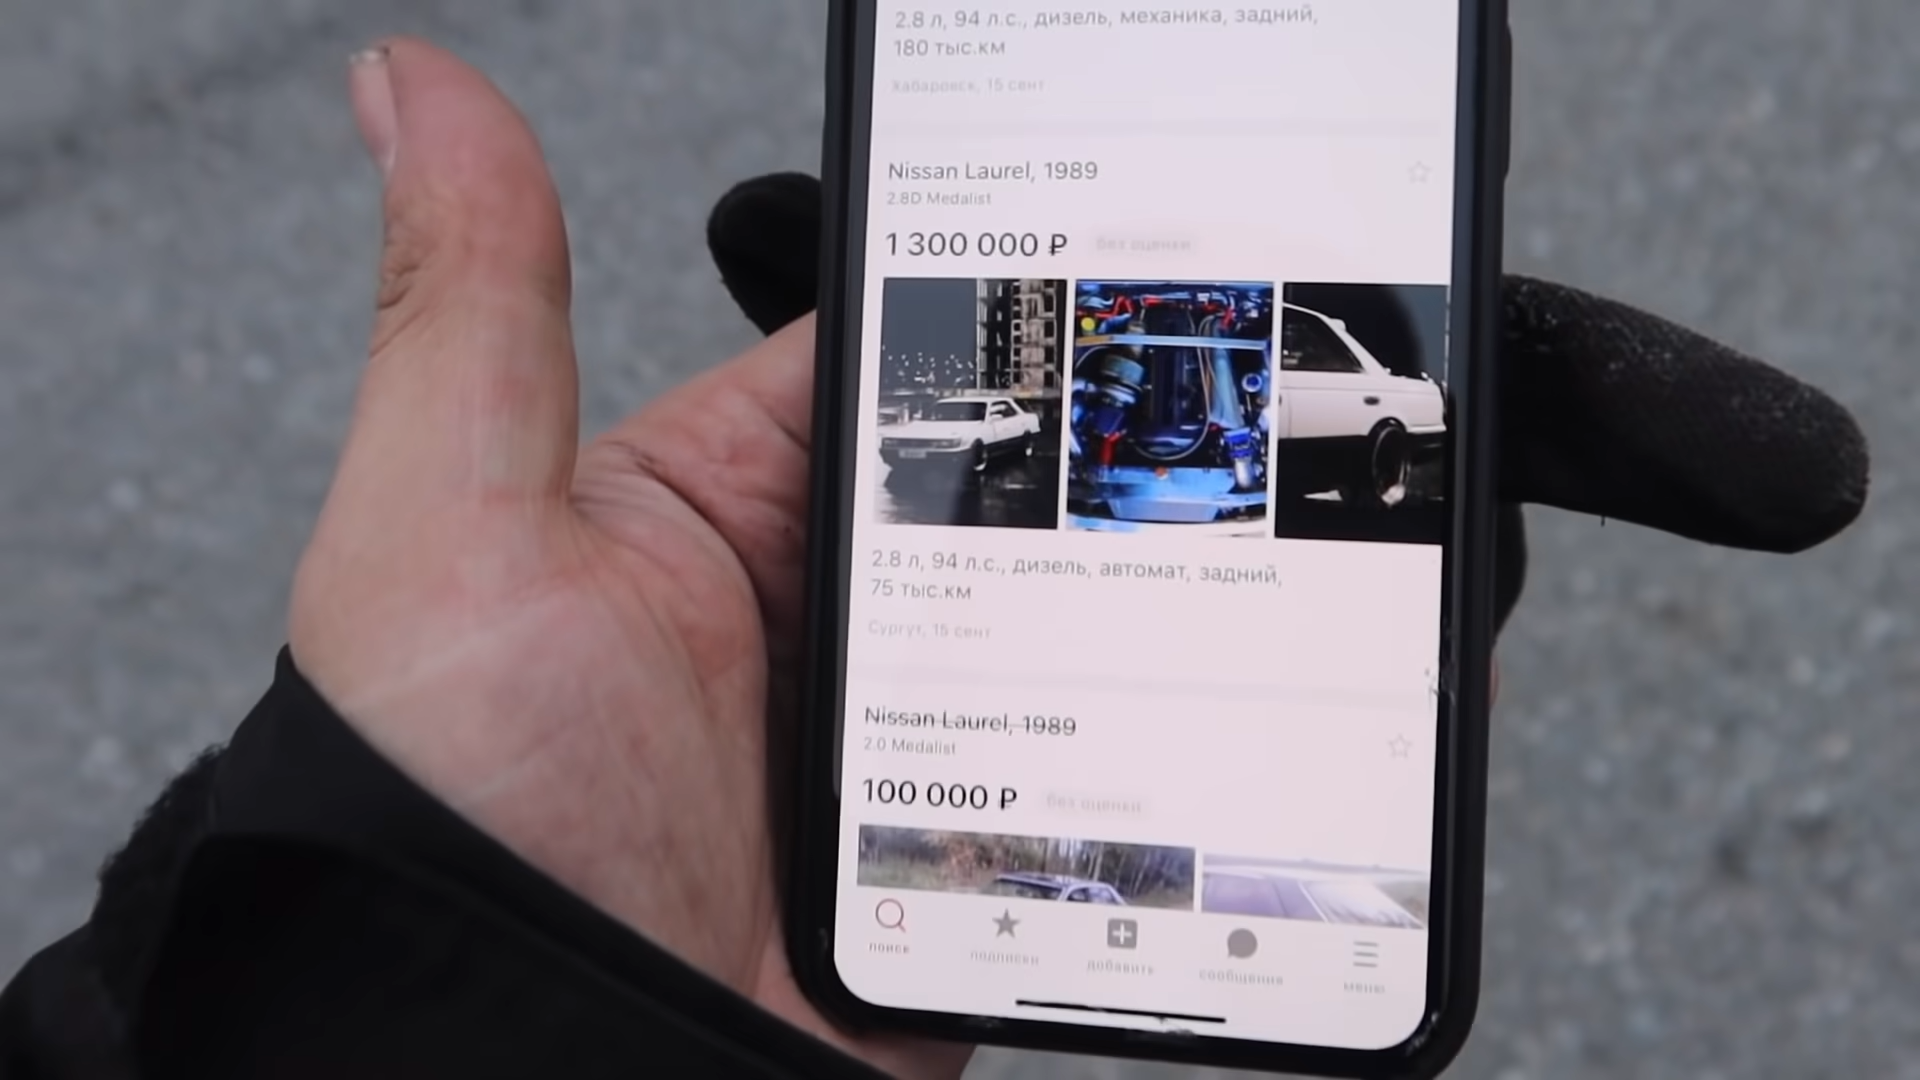 2.8 л, 94 л.с., дизель, механика, задний,
180 тыс.км
Хабаровск, 15 сент
Nissan Laurel, 1989
2.8D Medalist
1 300 000 ₽ без оценки
2.8 л, 94 л.с., дизель, автомат, задний,
75 тыс.км
Сургут, 15 сент
Nissan Laurel, 1989
2.0 Medalist
100 000 ₽ без оценки
поиск подписки добавить сообщения меню